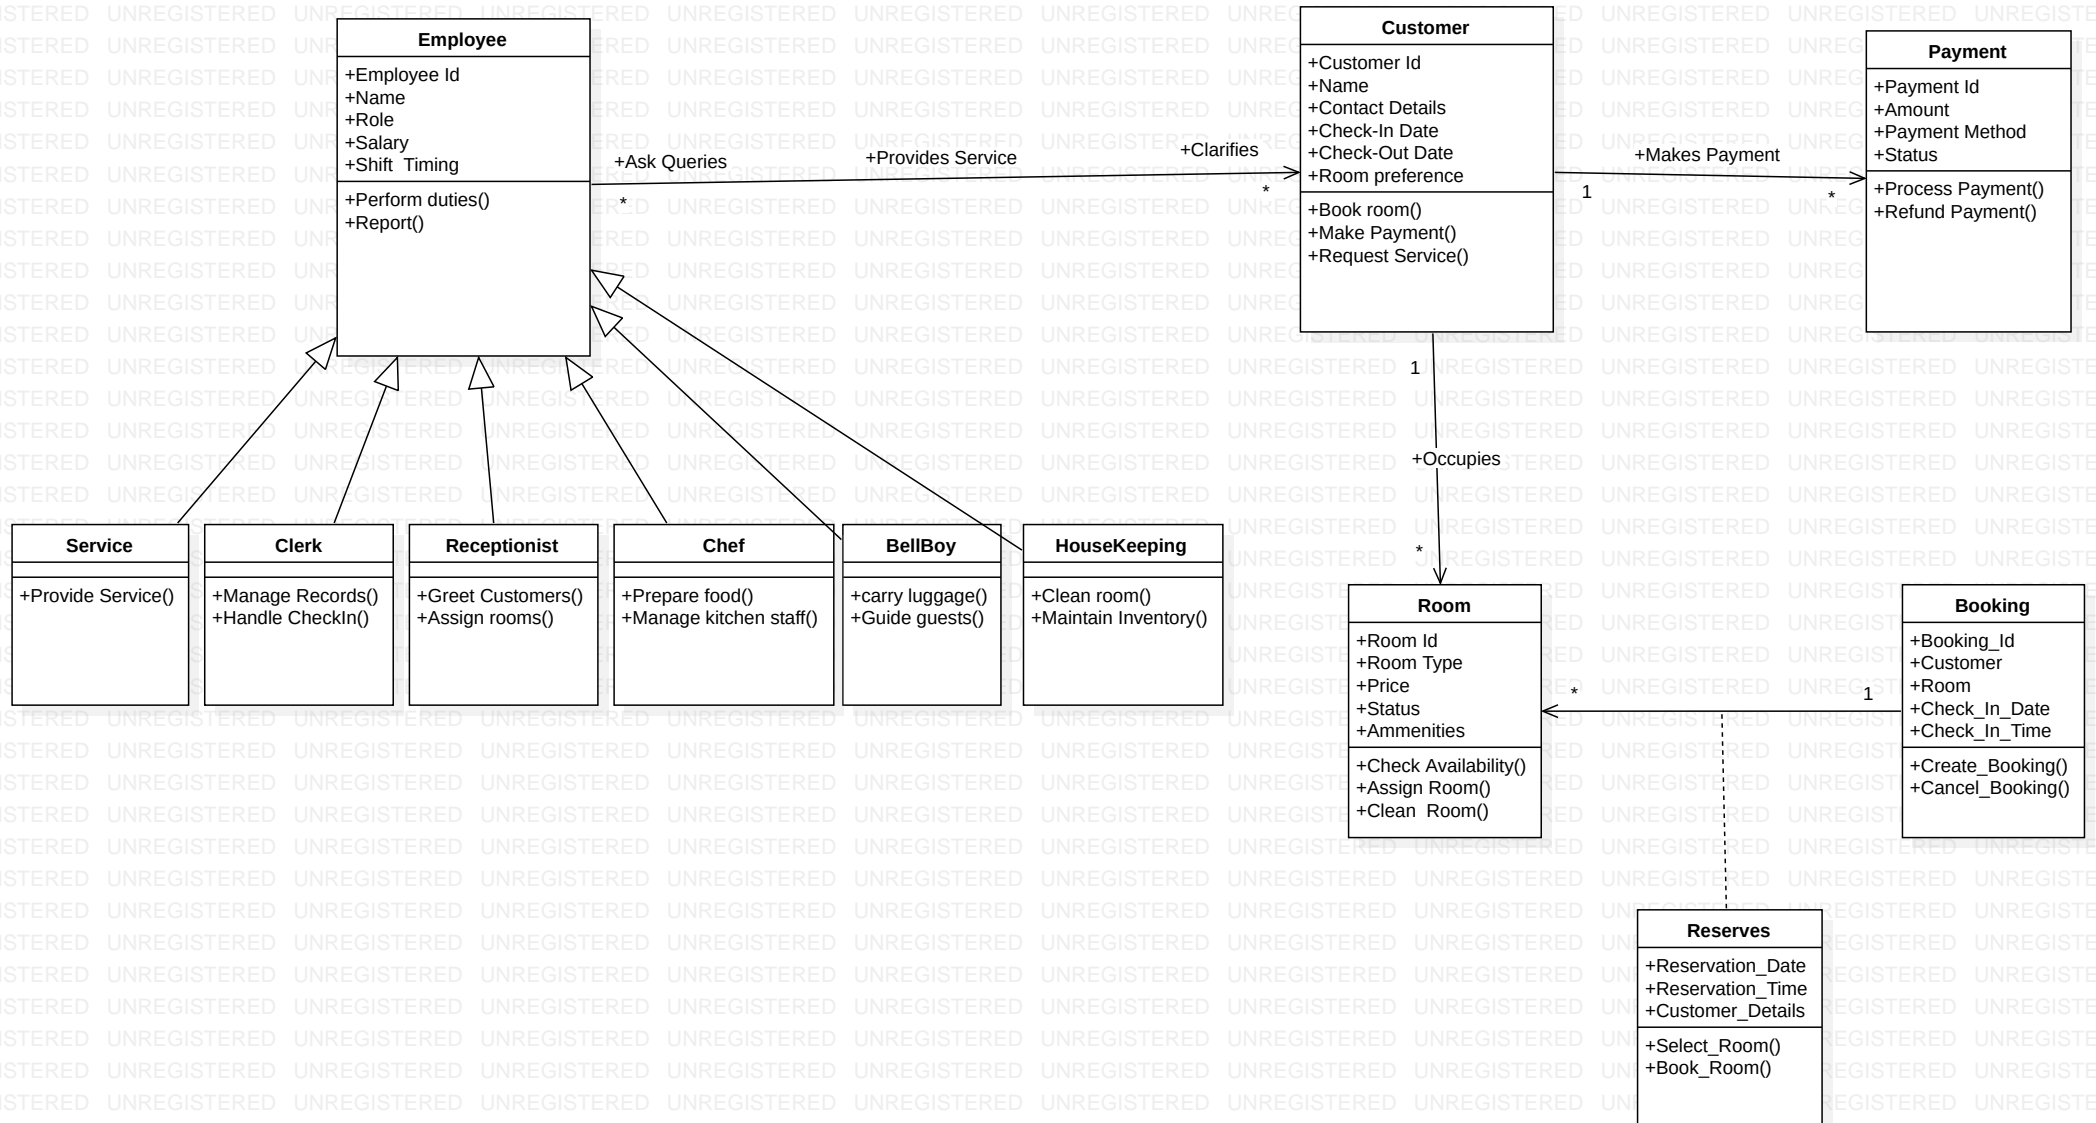 Employee
+Employee Id
+Name
+Role
+Salary
+Shift  Timing
+Perform duties()
+Report()
+Ask Queries
*
+Provides Service
+Clarifies
*
Customer
+Customer Id
+Name
+Contact Details
+Check-In Date
+Check-Out Date
+Room preference
+Book room()
+Make Payment()
+Request Service()
1
+Makes Payment
*
Payment
+Payment Id
+Amount
+Payment Method
+Status
+Process Payment()
+Refund Payment()
1
+Occupies
*
Service
+Provide Service()
Clerk
+Manage Records()
+Handle CheckIn()
Receptionist
+Greet Customers()
+Assign rooms()
Chef
+Prepare food()
+Manage kitchen staff()
BellBoy
+carry luggage()
+Guide guests()
HouseKeeping
+Clean room()
+Maintain Inventory()
Room
+Room Id
+Room Type
+Price
+Status
+Ammenities
+Check Availability()
+Assign Room()
+Clean  Room()
*
1
Booking
+Booking_Id
+Customer
+Room
+Check_In_Date
+Check_In_Time
+Create_Booking()
+Cancel_Booking()
Reserves
+Reservation_Date
+Reservation_Time
+Customer_Details
+Select_Room()
+Book_Room()
UNREGISTERED